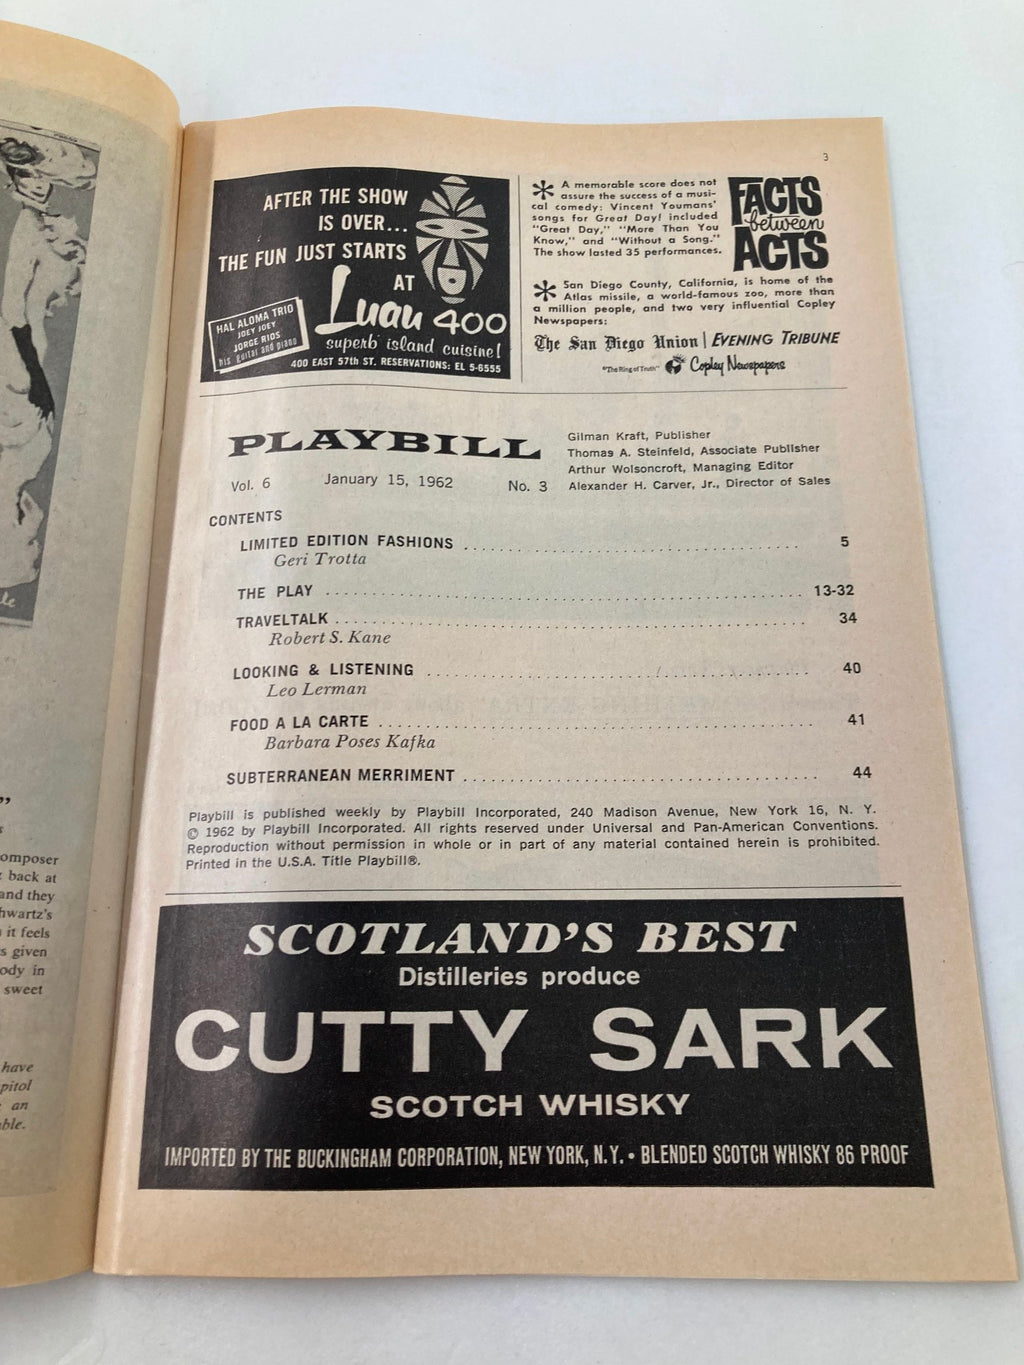 3
AFTER THE SHOW
IS OVER...
THE FUN JUST STARTS
AT
Luau 400
superb island cuisine!
HAL ALOMA TRIO
JOEY JOEY
JORGE RIOS
his guitar and piano
400 EAST 57th ST. RESERVATIONS: EL 5-6555
FACTS
between
ACTS
* A memorable score does not
assure the success of a musi-
cal comedy: Vincent Youmans'
songs for Great Day! included
"Great Day," "More Than You
Know," and "Without a Song."
The show lasted 35 performances.
* San Diego County, California, is home of the
Atlas missile, a world-famous zoo, more than
a million people, and two very influential Copley
Newspapers:
The San Diego Union | EVENING TRIBUNE
"The Ring of Truth" Copley Newspapers
PLAYBILL
Vol. 6 January 15, 1962 No. 3
Gilman Kraft, Publisher
Thomas A. Steinfeld, Associate Publisher
Arthur Wolsoncroft, Managing Editor
Alexander H. Carver, Jr., Director of Sales
CONTENTS
LIMITED EDITION FASHIONS 5
Geri Trotta
THE PLAY 13-32
TRAVELTALK 34
Robert S. Kane
LOOKING & LISTENING 40
Leo Lerman
FOOD A LA CARTE 41
Barbara Poses Kafka
SUBTERRANEAN MERRIMENT 44
Playbill is published weekly by Playbill Incorporated, 240 Madison Avenue, New York 16, N. Y.
© 1962 by Playbill Incorporated. All rights reserved under Universal and Pan-American Conventions.
Reproduction without permission in whole or in part of any material contained herein is prohibited.
Printed in the U.S.A. Title Playbill®.
SCOTLAND'S BEST
Distilleries produce
CUTTY SARK
SCOTCH WHISKY
IMPORTED BY THE BUCKINGHAM CORPORATION, NEW YORK, N.Y. • BLENDED SCOTCH WHISKY 86 PROOF
omposer
back at
and they
hwartz's
it feels
s given
ody in
sweet
have
pitol
an
ble.